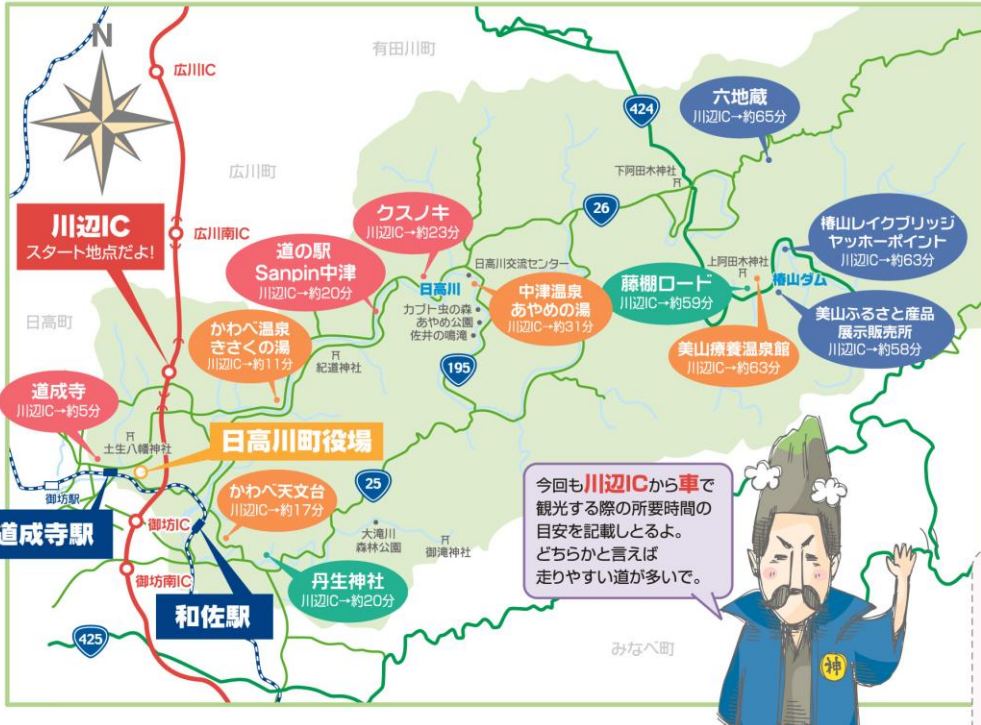 N
有田川町
広川IC
424
六地蔵
川辺IC→約65分
広川町
下阿田木神社
川辺IC
スタート地点だよ!
広川南IC
クスノキ
川辺IC→約23分
26
道の駅
Sanpin中津
川辺IC→約20分
日高川交流センター
日高川
カブト虫の森
あやめ公園
佐井の鳴滝
中津温泉
あやめの湯
川辺IC→約31分
上阿田木神社
藤棚ロード
川辺IC→約59分
椿山ダム
椿山レイクブリッジ
ヤッホーポイント
川辺IC→約63分
日高町
かわべ温泉
きさくの湯
川辺IC→約11分
紀道神社
195
美山療養温泉館
川辺IC→約63分
美山ふるさと産品
展示販売所
川辺IC→約58分
道成寺
川辺IC→約5分
土生八幡神社
日高川町役場
御坊駅
道成寺駅
御坊IC
かわべ天文台
川辺IC→約17分
25
大滝川
森林公園
御滝神社
御坊南IC
和佐駅
丹生神社
川辺IC→約20分
425
みなべ町
今回も川辺ICから車で
観光する際の所要時間の
目安を記載しとるよ。
どちらかと言えば
走りやすい道が多いで。
神